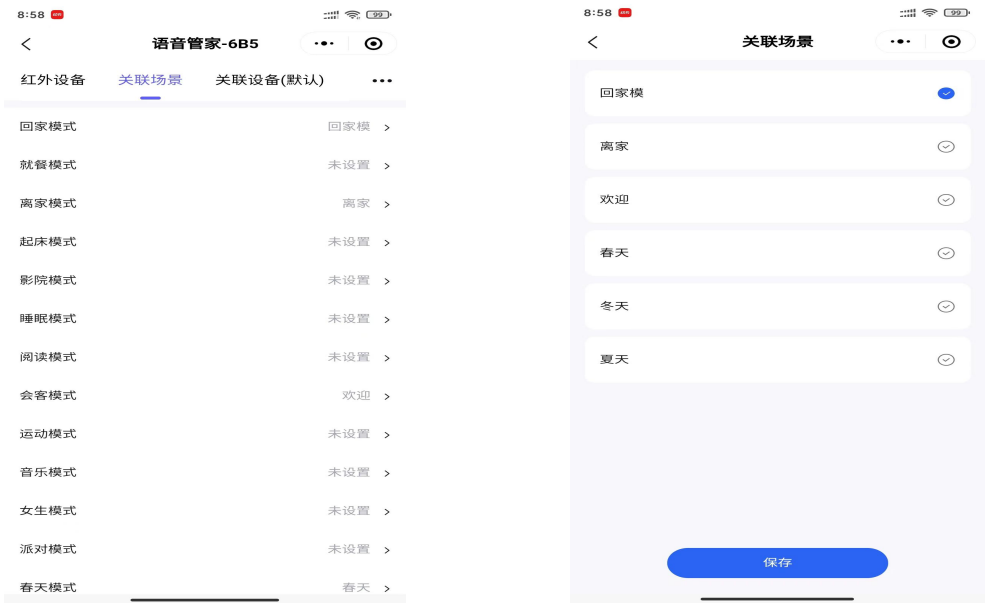 8:58
99
语音管家-6B5
红外设备 关联场景 关联设备(默认)
回家模式 回家模
就餐模式 未设置
离家模式 离家
起床模式 未设置
影院模式 未设置
睡眠模式 未设置
阅读模式 未设置
会客模式 欢迎
运动模式 未设置
音乐模式 未设置
女生模式 未设置
派对模式 未设置
春天模式 春天
8:58
99
关联场景
回家模
离家
欢迎
春天
冬天
夏天
保存